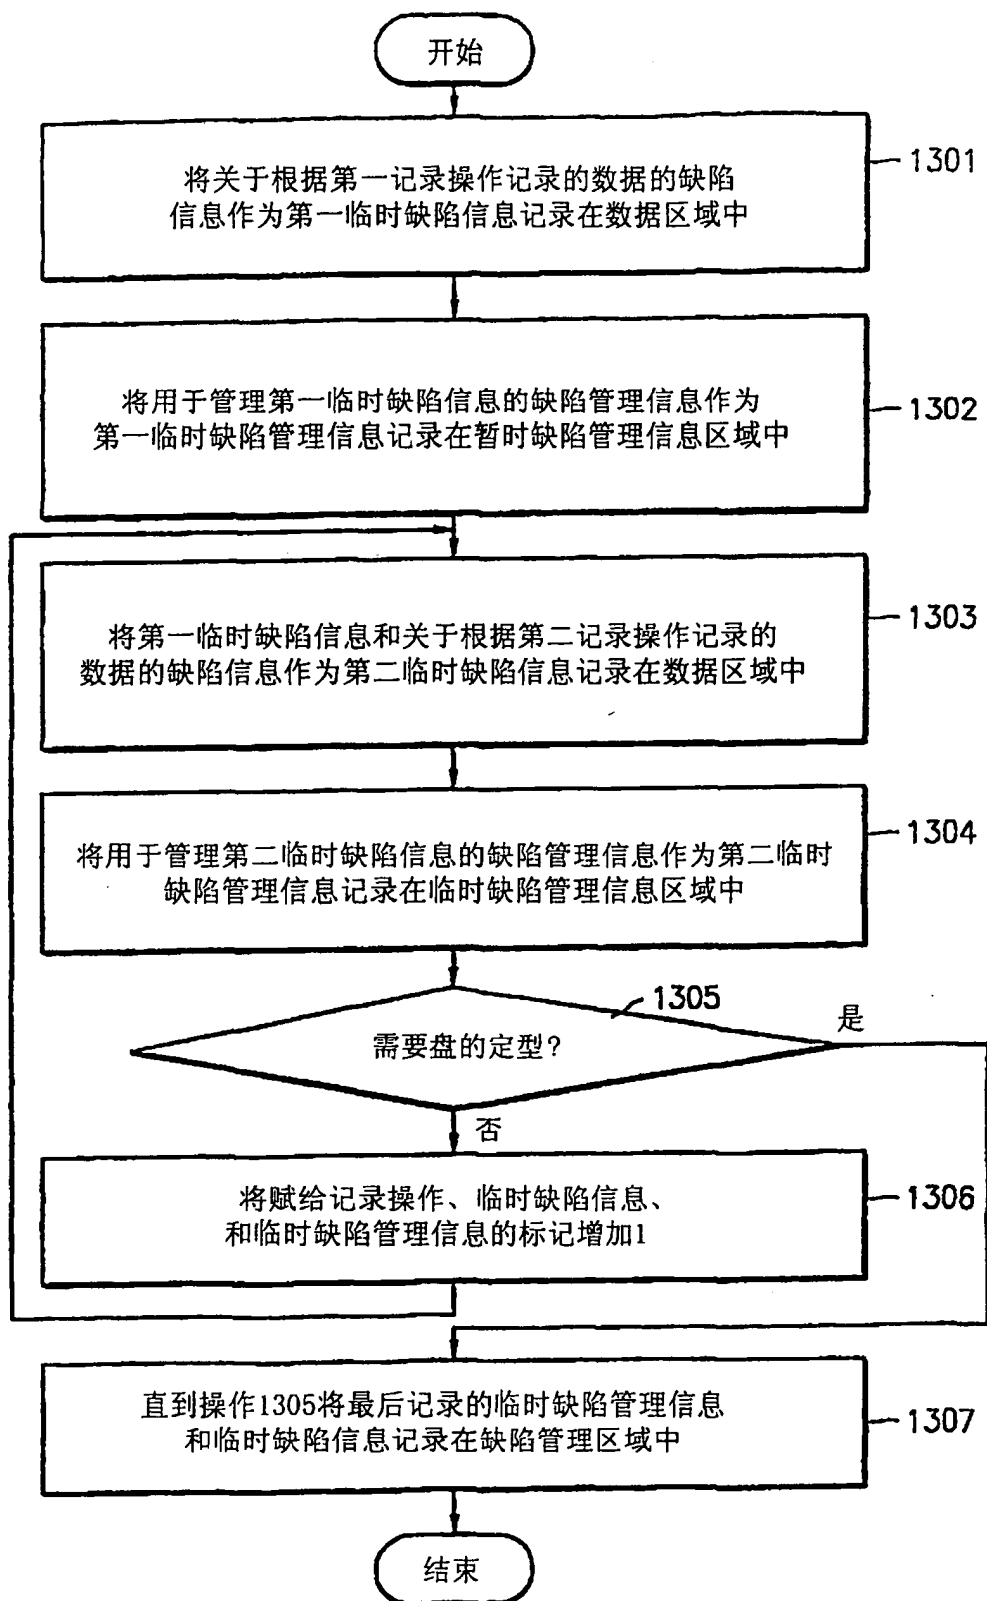 开始
将关于根据第一记录操作记录的数据的缺陷
信息作为第一临时缺陷信息记录在数据区域中
1301
将用于管理第一临时缺陷信息的缺陷管理信息作为
第一临时缺陷管理信息记录在暂时缺陷管理信息区域中
1302
将第一临时缺陷信息和关于根据第二记录操作记录的
数据的缺陷信息作为第二临时缺陷信息记录在数据区域中
1303
将用于管理第二临时缺陷信息的缺陷管理信息作为第二临时
缺陷管理信息记录在临时缺陷管理信息区域中
1304
1305
需要盘的定型?
是
否
将赋给记录操作、临时缺陷信息、
和临时缺陷管理信息的标记增加1
1306
直到操作1305将最后记录的临时缺陷管理信息
和临时缺陷信息记录在缺陷管理区域中
1307
结束